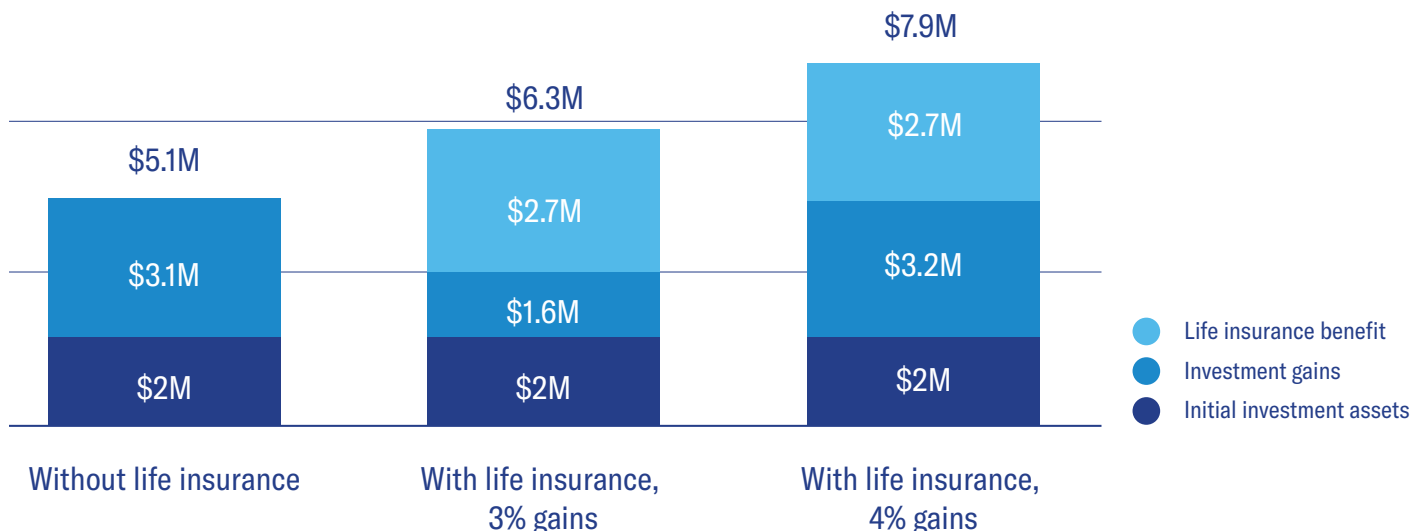 $7.9M
$6.3M
$5.1M
$2.7M
$2.7M
$3.1M
$1.6M
$3.2M
$2M
$2M
$2M
Life insurance benefit
Investment gains
Initial investment assets
Without life insurance
With life insurance,
3% gains
With life insurance,
4% gains